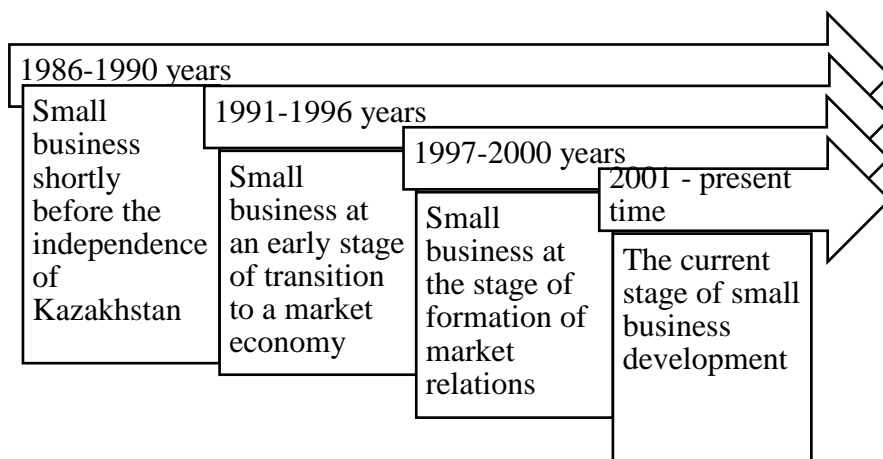 1986-1990 years
Small
business
shortly
before the
independence
of
Kazakhstan
1991-1996 years
Small
business at
an early stage
of transition
to a market
economy
1997-2000 years
Small
business at
the stage of
formation of
market
relations
2001 - present
time
The current
stage of small
business
development